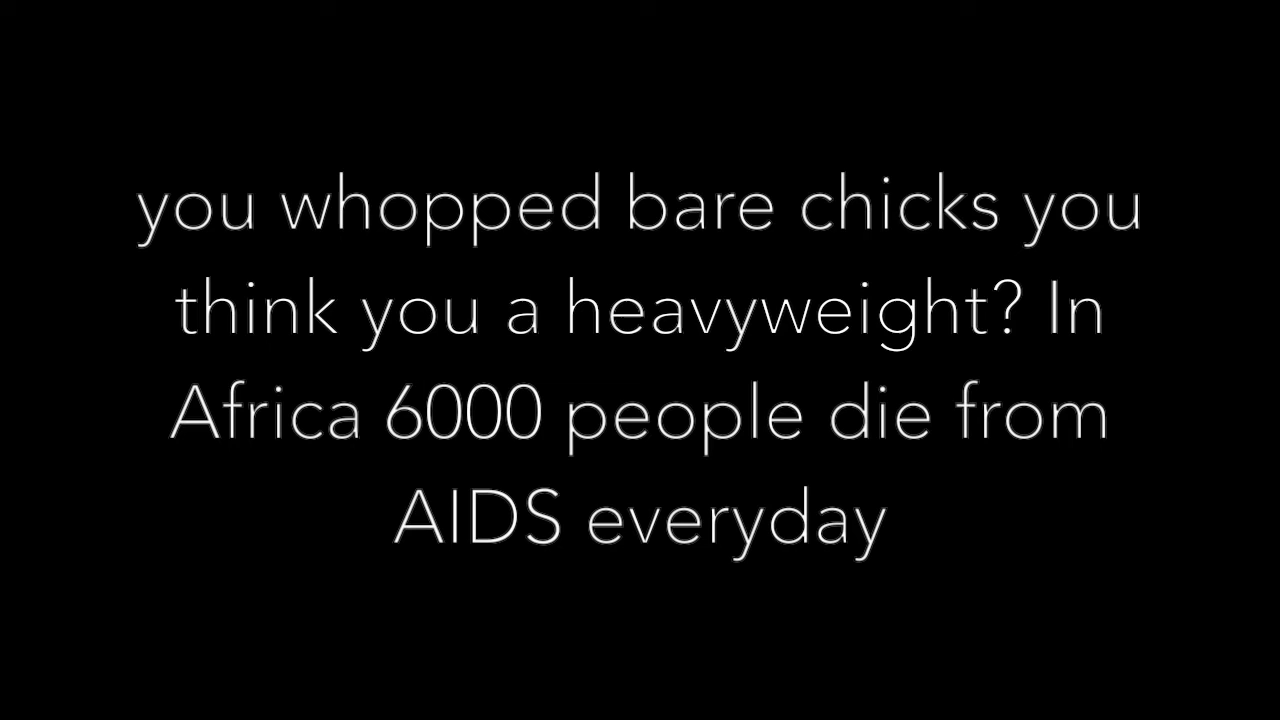 you whopped bare chicks you
think you a heavyweight? In
Africa 6000 people die from
AIDS everyday